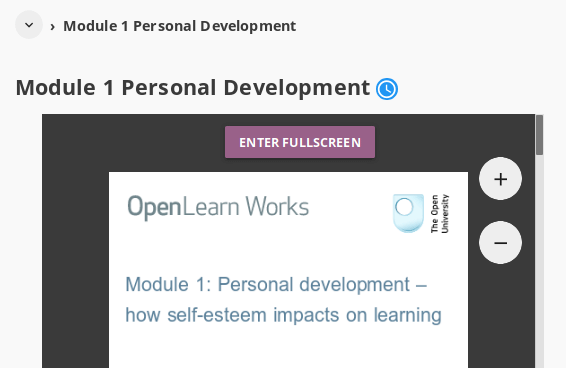 › Module 1 Personal Development
Module 1 Personal Development
ENTER FULLSCREEN
OpenLearn Works
The Open
University
Module 1: Personal development –
how self-esteem impacts on learning